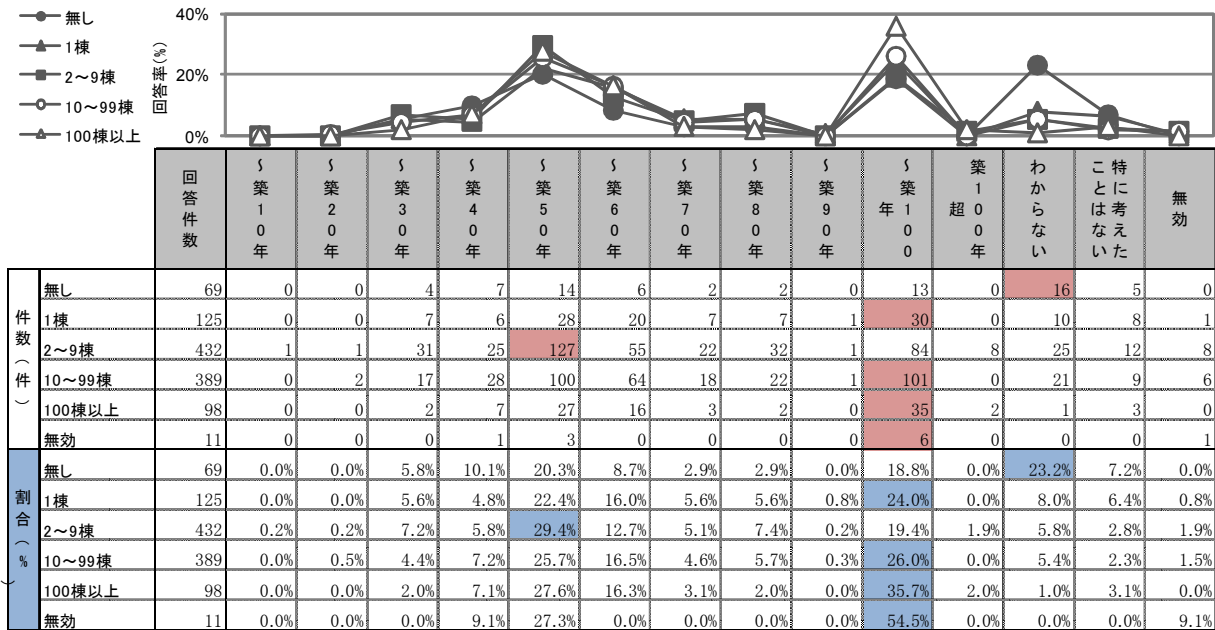 無し
1棟
2～9棟
10～99棟
100棟以上
回答率(%)
40%
20%
0%
回答件数
～築10年
～築20年
～築30年
～築40年
～築50年
～築60年
～築70年
～築80年
～築90年
～築100年
築100年超
わからない
特に考えたことはない
無効
件数（件）
無し 69 0 0 4 7 14 6 2 2 0 13 0 16 5 0
1棟 125 0 0 7 6 28 20 7 7 1 30 0 10 8 1
2～9棟 432 1 1 31 25 127 55 22 32 1 84 8 25 12 8
10～99棟 389 0 2 17 28 100 64 18 22 1 101 0 21 9 6
100棟以上 98 0 0 2 7 27 16 3 2 0 35 2 1 3 0
無効 11 0 0 0 1 3 0 0 0 0 6 0 0 0 1
割合（%）
無し 69 0.0% 0.0% 5.8% 10.1% 20.3% 8.7% 2.9% 2.9% 0.0% 18.8% 0.0% 23.2% 7.2% 0.0%
1棟 125 0.0% 0.0% 5.6% 4.8% 22.4% 16.0% 5.6% 5.6% 0.8% 24.0% 0.0% 8.0% 6.4% 0.8%
2～9棟 432 0.2% 0.2% 7.2% 5.8% 29.4% 12.7% 5.1% 7.4% 0.2% 19.4% 1.9% 5.8% 2.8% 1.9%
10～99棟 389 0.0% 0.5% 4.4% 7.2% 25.7% 16.5% 4.6% 5.7% 0.3% 26.0% 0.0% 5.4% 2.3% 1.5%
100棟以上 98 0.0% 0.0% 2.0% 7.1% 27.6% 16.3% 3.1% 2.0% 0.0% 35.7% 2.0% 1.0% 3.1% 0.0%
無効 11 0.0% 0.0% 0.0% 9.1% 27.3% 0.0% 0.0% 0.0% 0.0% 54.5% 0.0% 0.0% 0.0% 9.1%